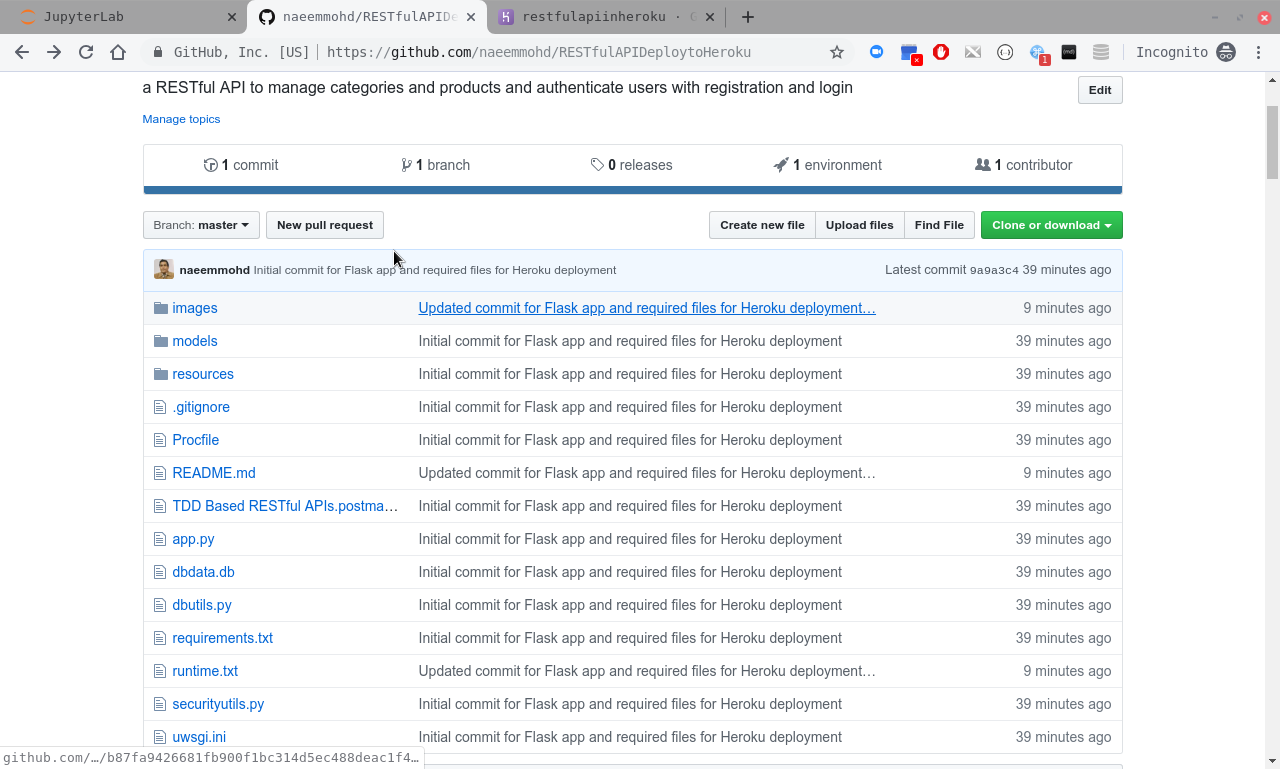 JupyterLab
naeemmohd/RESTfulAPIDe
restfulapiinheroku · G
GitHub, Inc. [US]
https://github.com/naeemmohd/RESTfulAPIDeploytoHeroku
1
Incognito
a RESTful API to manage categories and products and authenticate users with registration and login
Edit
Manage topics
1 commit
1 branch
0 releases
1 environment
1 contributor
Branch: master
New pull request
Create new file
Upload files
Find File
Clone or download
naeemmohd Initial commit for Flask app and required files for Heroku deployment
Latest commit 9a9a3c4 39 minutes ago
images Updated commit for Flask app and required files for Heroku deployment… 9 minutes ago
models Initial commit for Flask app and required files for Heroku deployment 39 minutes ago
resources Initial commit for Flask app and required files for Heroku deployment 39 minutes ago
.gitignore Initial commit for Flask app and required files for Heroku deployment 39 minutes ago
Procfile Initial commit for Flask app and required files for Heroku deployment 39 minutes ago
README.md Updated commit for Flask app and required files for Heroku deployment… 9 minutes ago
TDD Based RESTful APIs.postma… Initial commit for Flask app and required files for Heroku deployment 39 minutes ago
app.py Initial commit for Flask app and required files for Heroku deployment 39 minutes ago
dbdata.db Initial commit for Flask app and required files for Heroku deployment 39 minutes ago
dbutils.py Initial commit for Flask app and required files for Heroku deployment 39 minutes ago
requirements.txt Initial commit for Flask app and required files for Heroku deployment 39 minutes ago
runtime.txt Updated commit for Flask app and required files for Heroku deployment… 9 minutes ago
securityutils.py Initial commit for Flask app and required files for Heroku deployment 39 minutes ago
uwsgi.ini Initial commit for Flask app and required files for Heroku deployment 39 minutes ago
github.com/…/b87fa9426681fb900f1bc314d5ec488deac1f4…